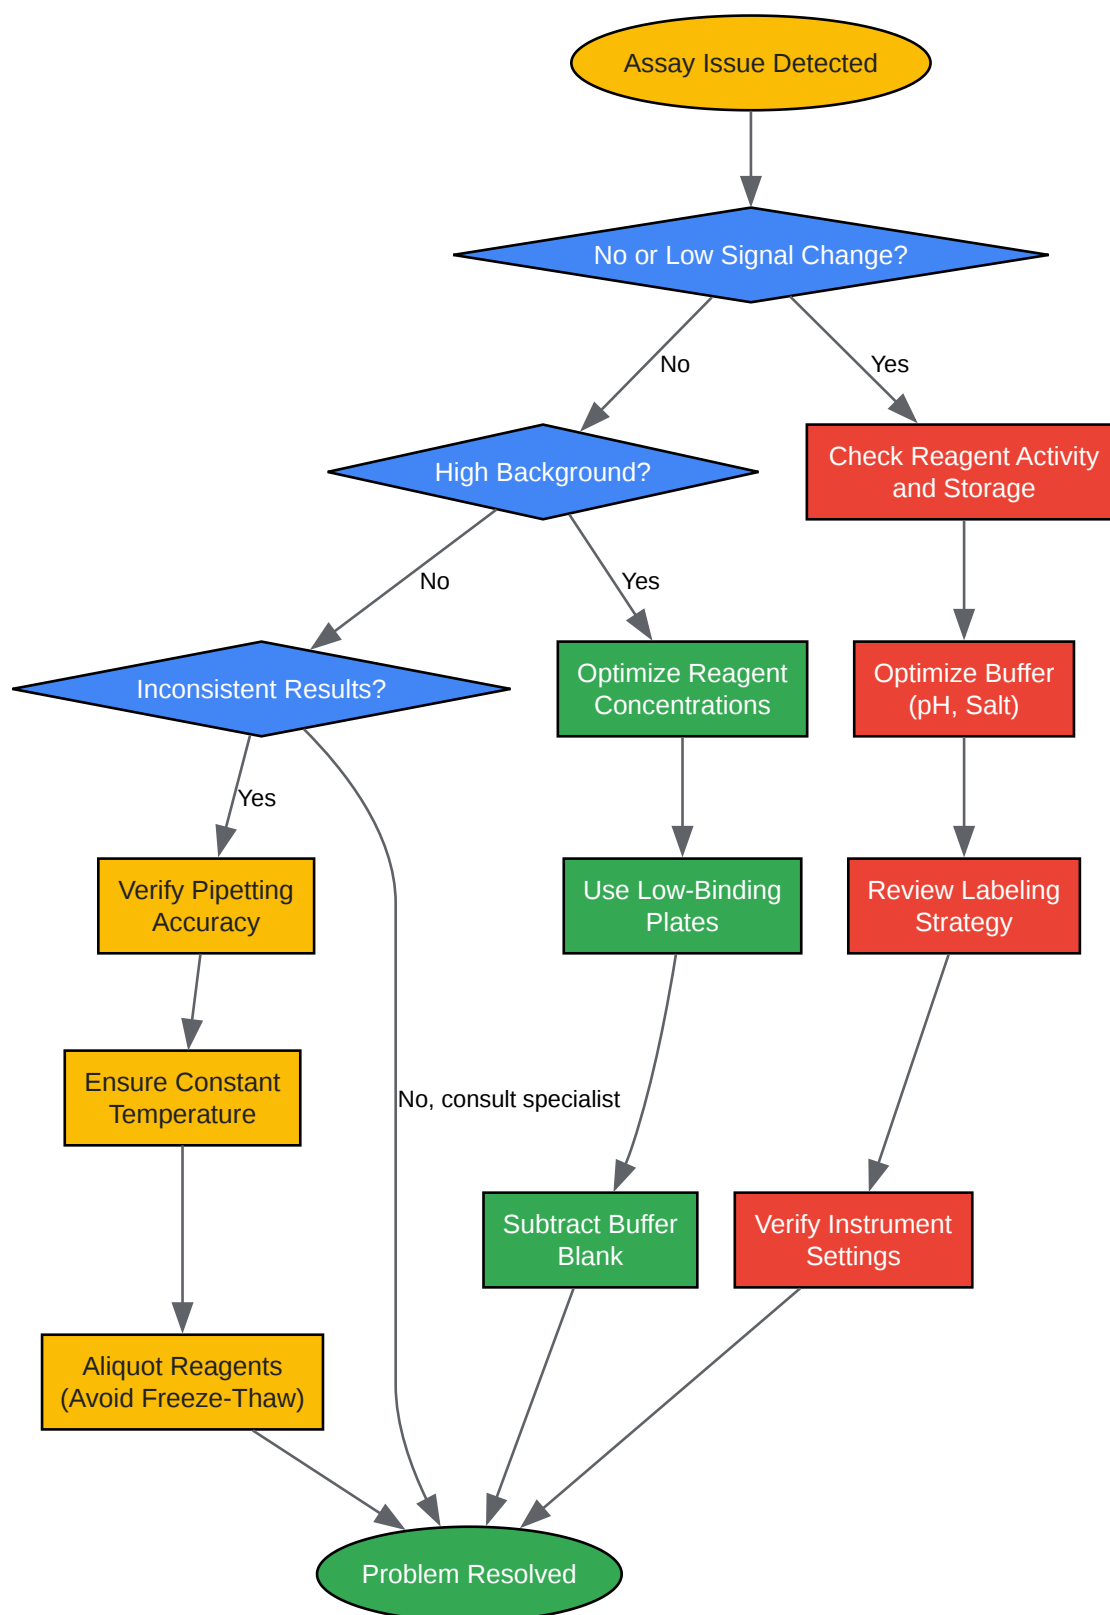 Assay Issue Detected
No or Low Signal Change?
No
Yes
High Background?
Check Reagent Activity
and Storage
No
Yes
Inconsistent Results?
Optimize Reagent
Concentrations
Optimize Buffer
(pH, Salt)
Yes
Verify Pipetting
Accuracy
Use Low-Binding
Plates
Review Labeling
Strategy
Ensure Constant
Temperature
No, consult specialist
Subtract Buffer
Blank
Verify Instrument
Settings
Aliquot Reagents
(Avoid Freeze-Thaw)
Problem Resolved